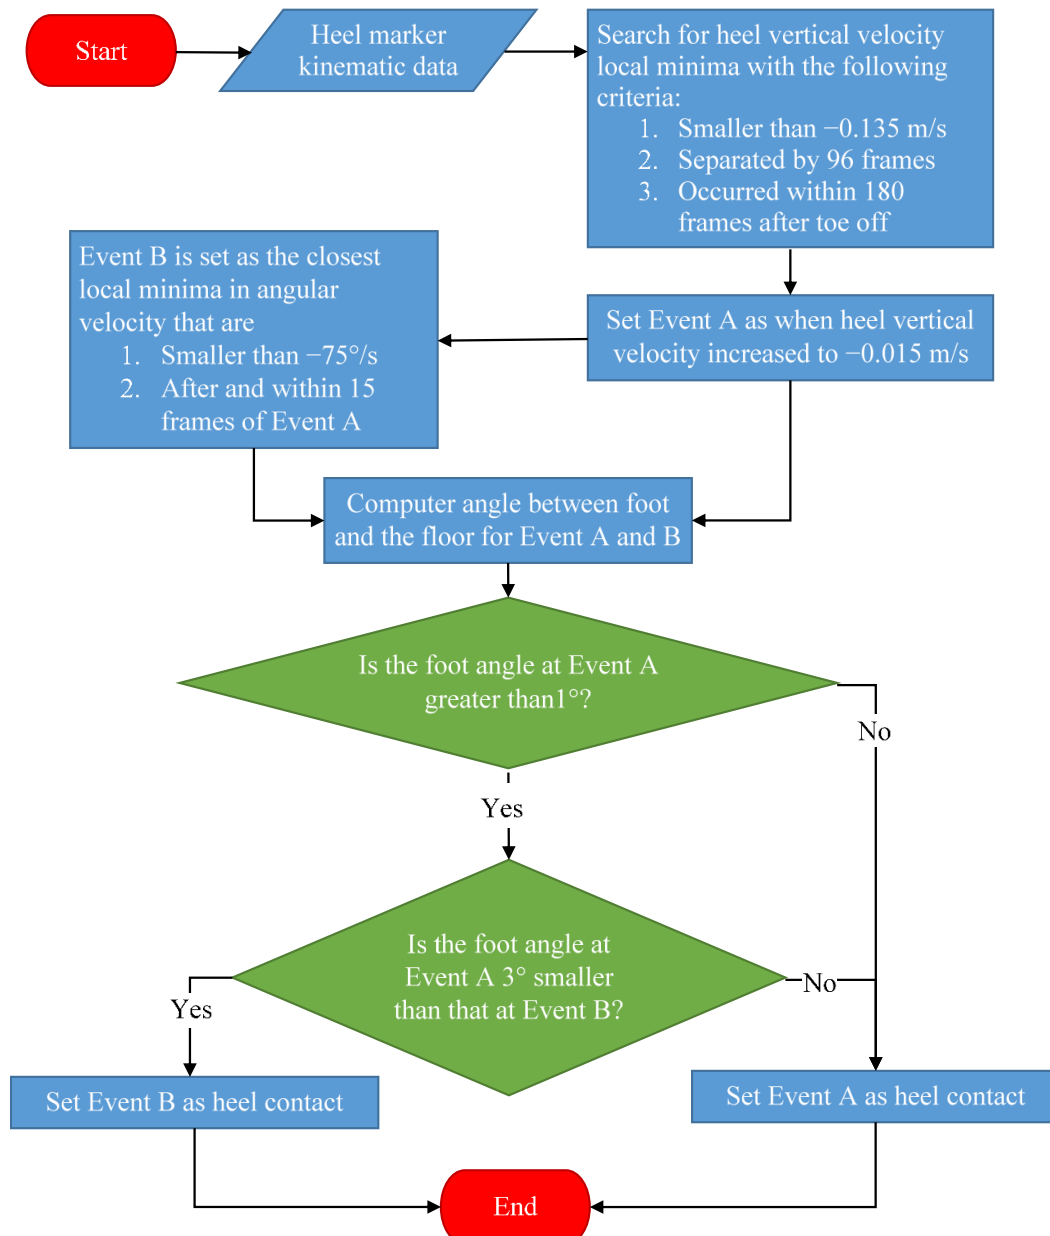 Start
Heel marker
kinematic data
Search for heel vertical velocity
local minima with the following
criteria:
1. Smaller than −0.135 m/s
2. Separated by 96 frames
3. Occurred within 180
frames after toe off
Set Event A as when heel vertical
velocity increased to −0.015 m/s
Event B is set as the closest
local minima in angular
velocity that are
1. Smaller than −75°/s
2. After and within 15
frames of Event A
Computer angle between foot
and the floor for Event A and B
Is the foot angle at Event A
greater than1°?
No
Yes
Is the foot angle at
Event A 3° smaller
than that at Event B?
Yes
No
Set Event B as heel contact
Set Event A as heel contact
End